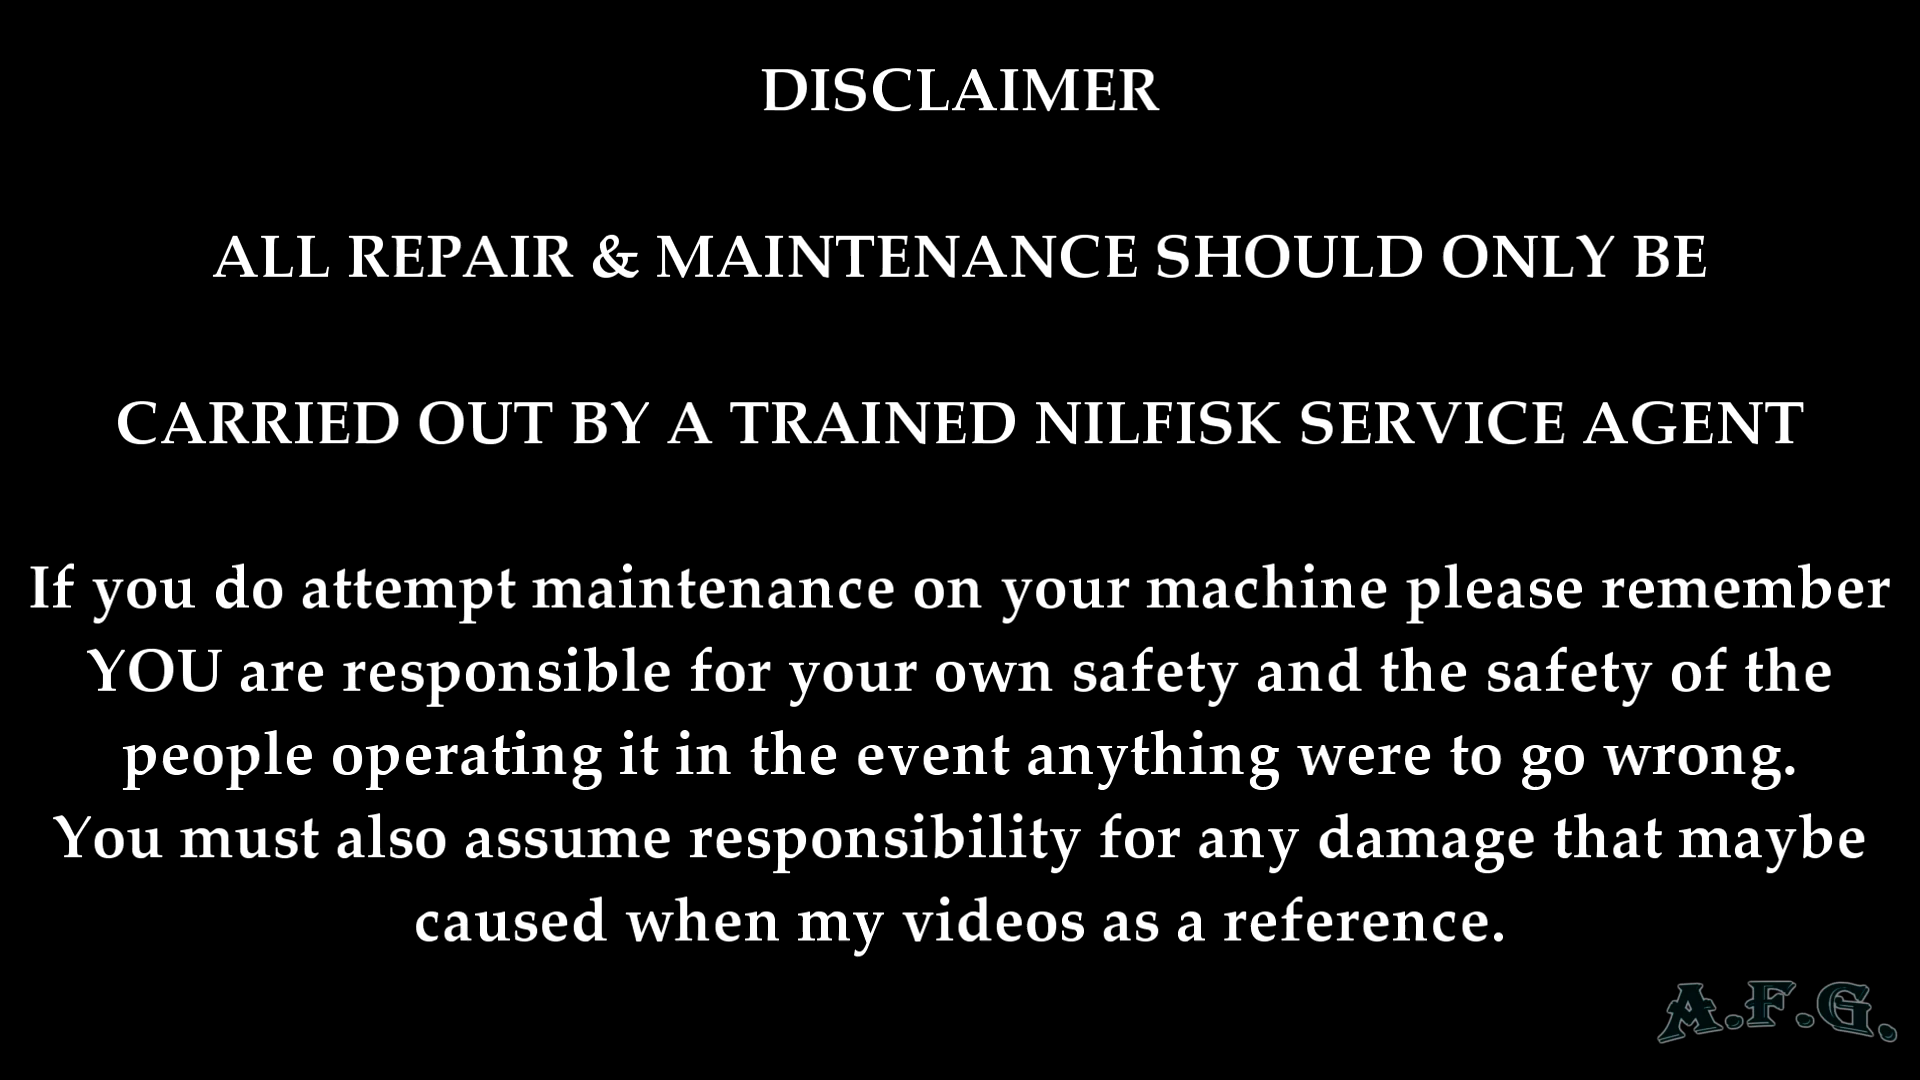 DISCLAIMER
ALL REPAIR & MAINTENANCE SHOULD ONLY BE
CARRIED OUT BY A TRAINED NILFISK SERVICE AGENT
If you do attempt maintenance on your machine please remember
YOU are responsible for your own safety and the safety of the
people operating it in the event anything were to go wrong.
You must also assume responsibility for any damage that maybe
caused when my videos as a reference.
A.F.G.